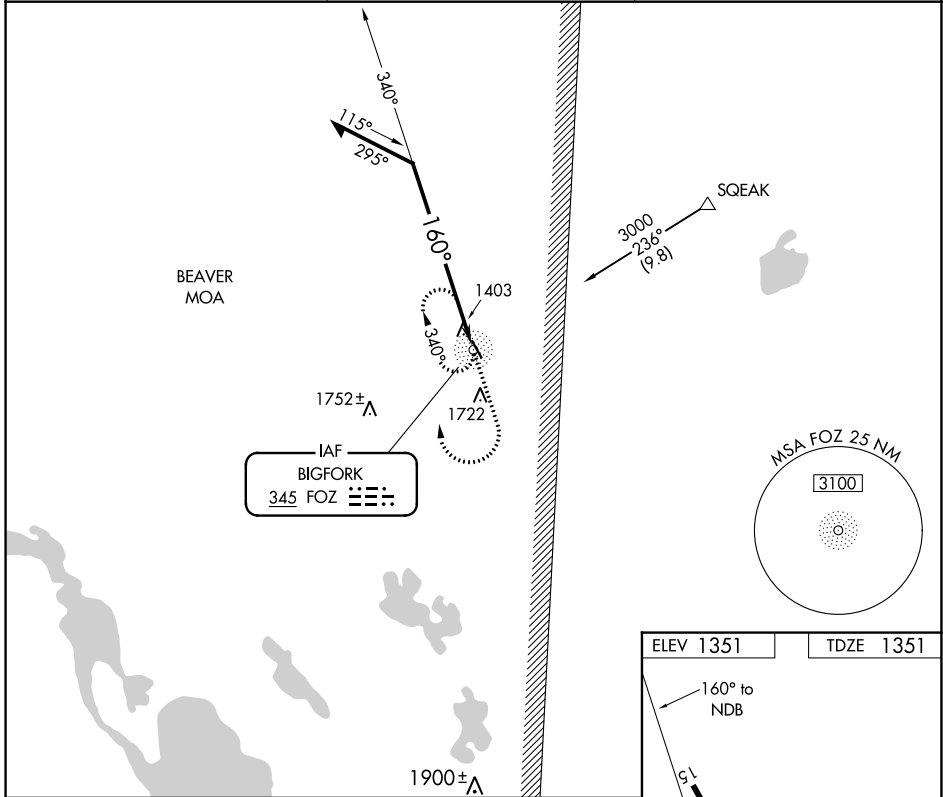 340°
115°
295°
SQEAK
3000
236°
(9.8)
160°
BEAVER
MOA
1403
340°
1752±
1722
IAF
BIGFORK
345 FOZ
MSA FOZ 25 NM
3100
ELEV 1351
TDZE 1351
160° to
NDB
15
1900±